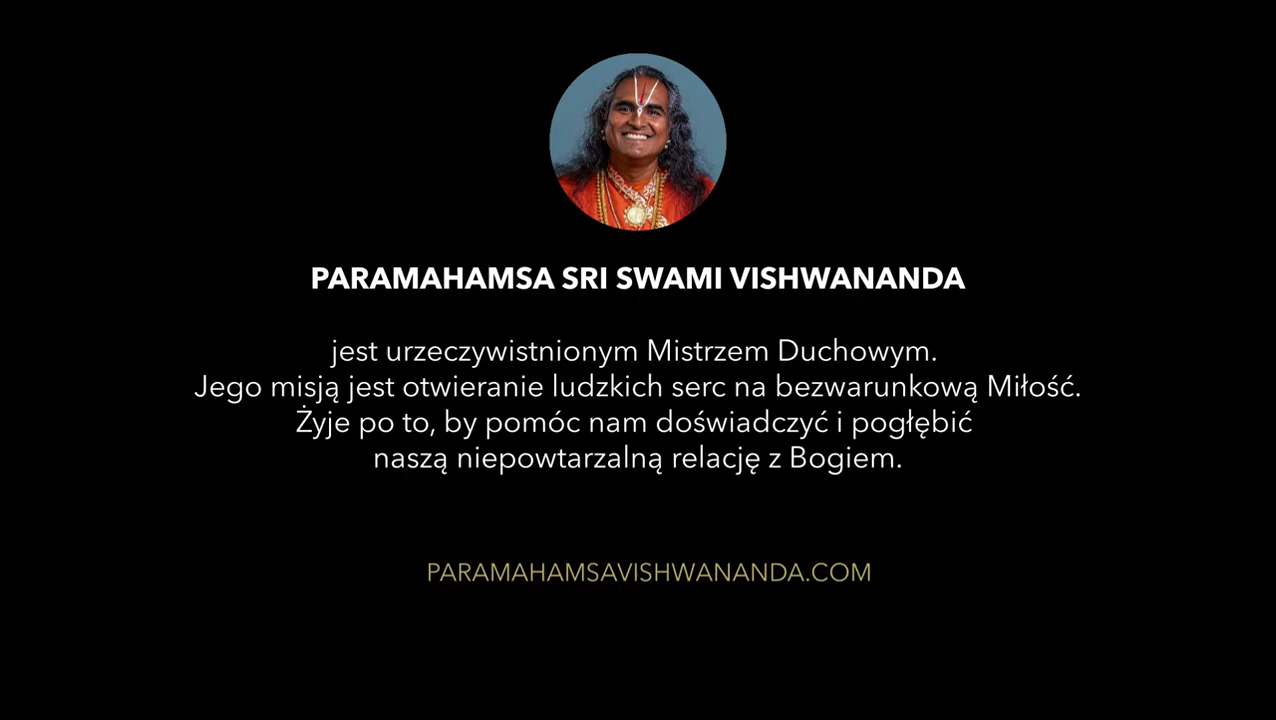 PARAMAHAMSA SRI SWAMI VISHWANANDA
jest urzeczywistnionym Mistrzem Duchowym.
Jego misją jest otwieranie ludzkich serc na bezwarunkową Miłość.
Żyje po to, by pomóc nam doświadczyć i pogłębić
naszą niepowtarzalną relację z Bogiem.
PARAMAHAMSAVISHWANANDA.COM